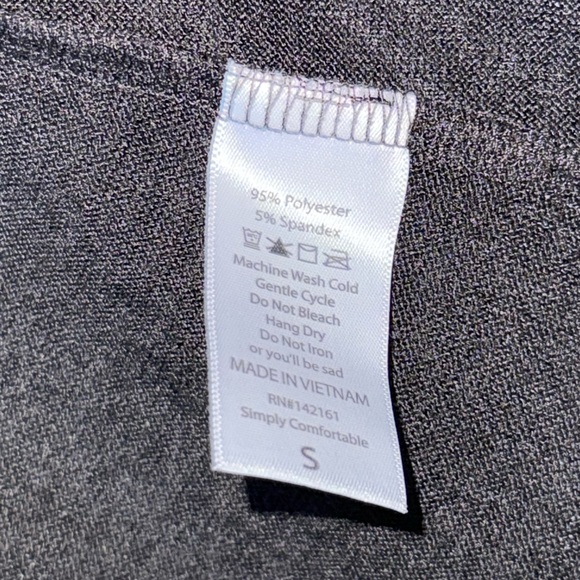 95% Polyester
5% Spandex
Machine Wash Cold
Gentle Cycle
Do Not Bleach
Hang Dry
Do Not Iron
or you'll be sad
MADE IN VIETNAM
RN#142161
Simply Comfortable
S